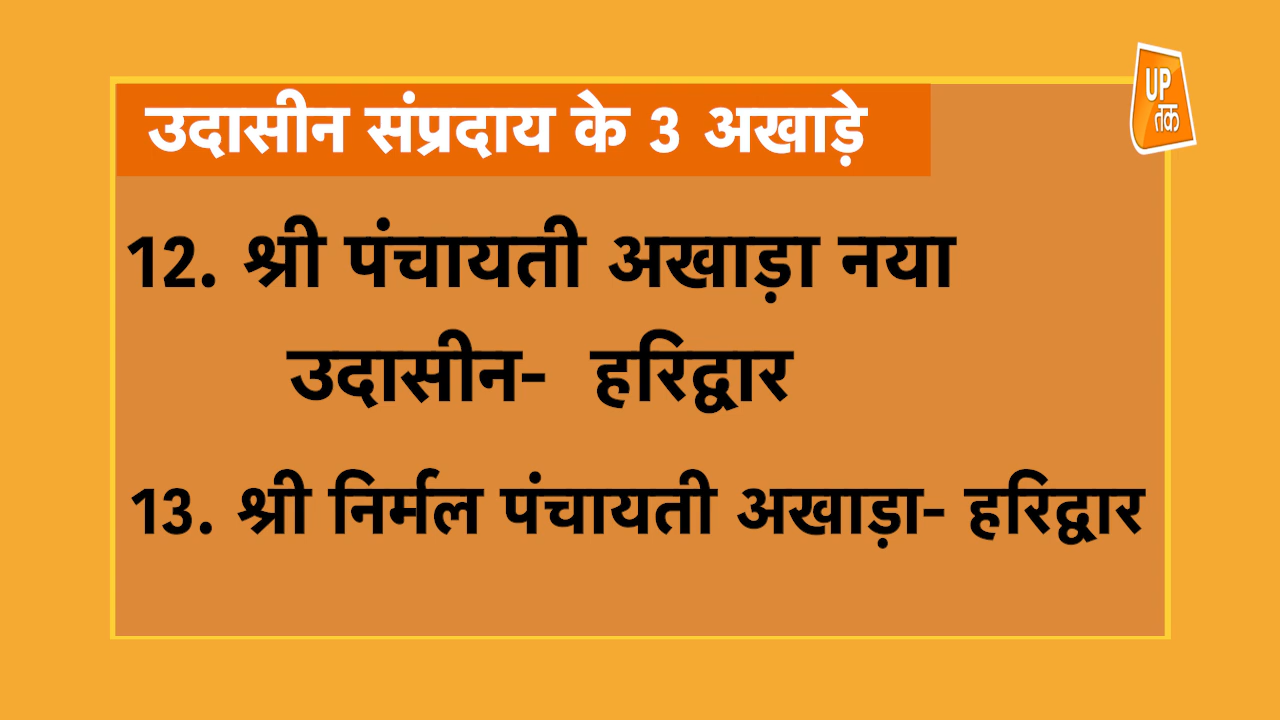 UP
तक
उदासीन संप्रदाय के 3 अखाड़े
12. श्री पंचायती अखाड़ा नया
उदासीन- हरिद्वार
13. श्री निर्मल पंचायती अखाड़ा- हरिद्वार